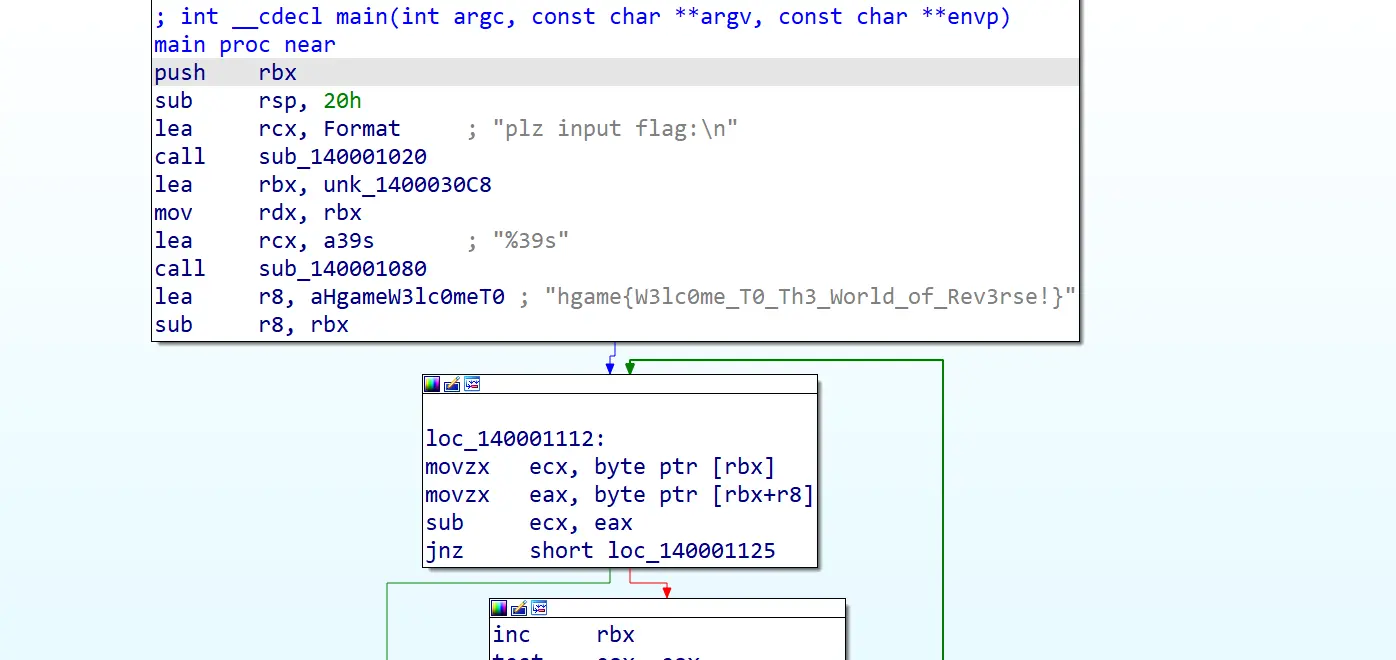 ; int __cdecl main(int argc, const char **argv, const char **envp)
main proc near
push    rbx
sub     rsp, 20h
lea     rcx, Format     ; "plz input flag:\n"
call    sub_140001020
lea     rbx, unk_1400030C8
mov     rdx, rbx
lea     rcx, a39s       ; "%39s"
call    sub_140001080
lea     r8, aHgameW3lc0meT0 ; "hgame{W3lc0me_T0_Th3_World_of_Rev3rse!}"
sub     r8, rbx
loc_140001112:
movzx   ecx, byte ptr [rbx]
movzx   eax, byte ptr [rbx+r8]
sub     ecx, eax
jnz     short loc_140001125
inc     rbx